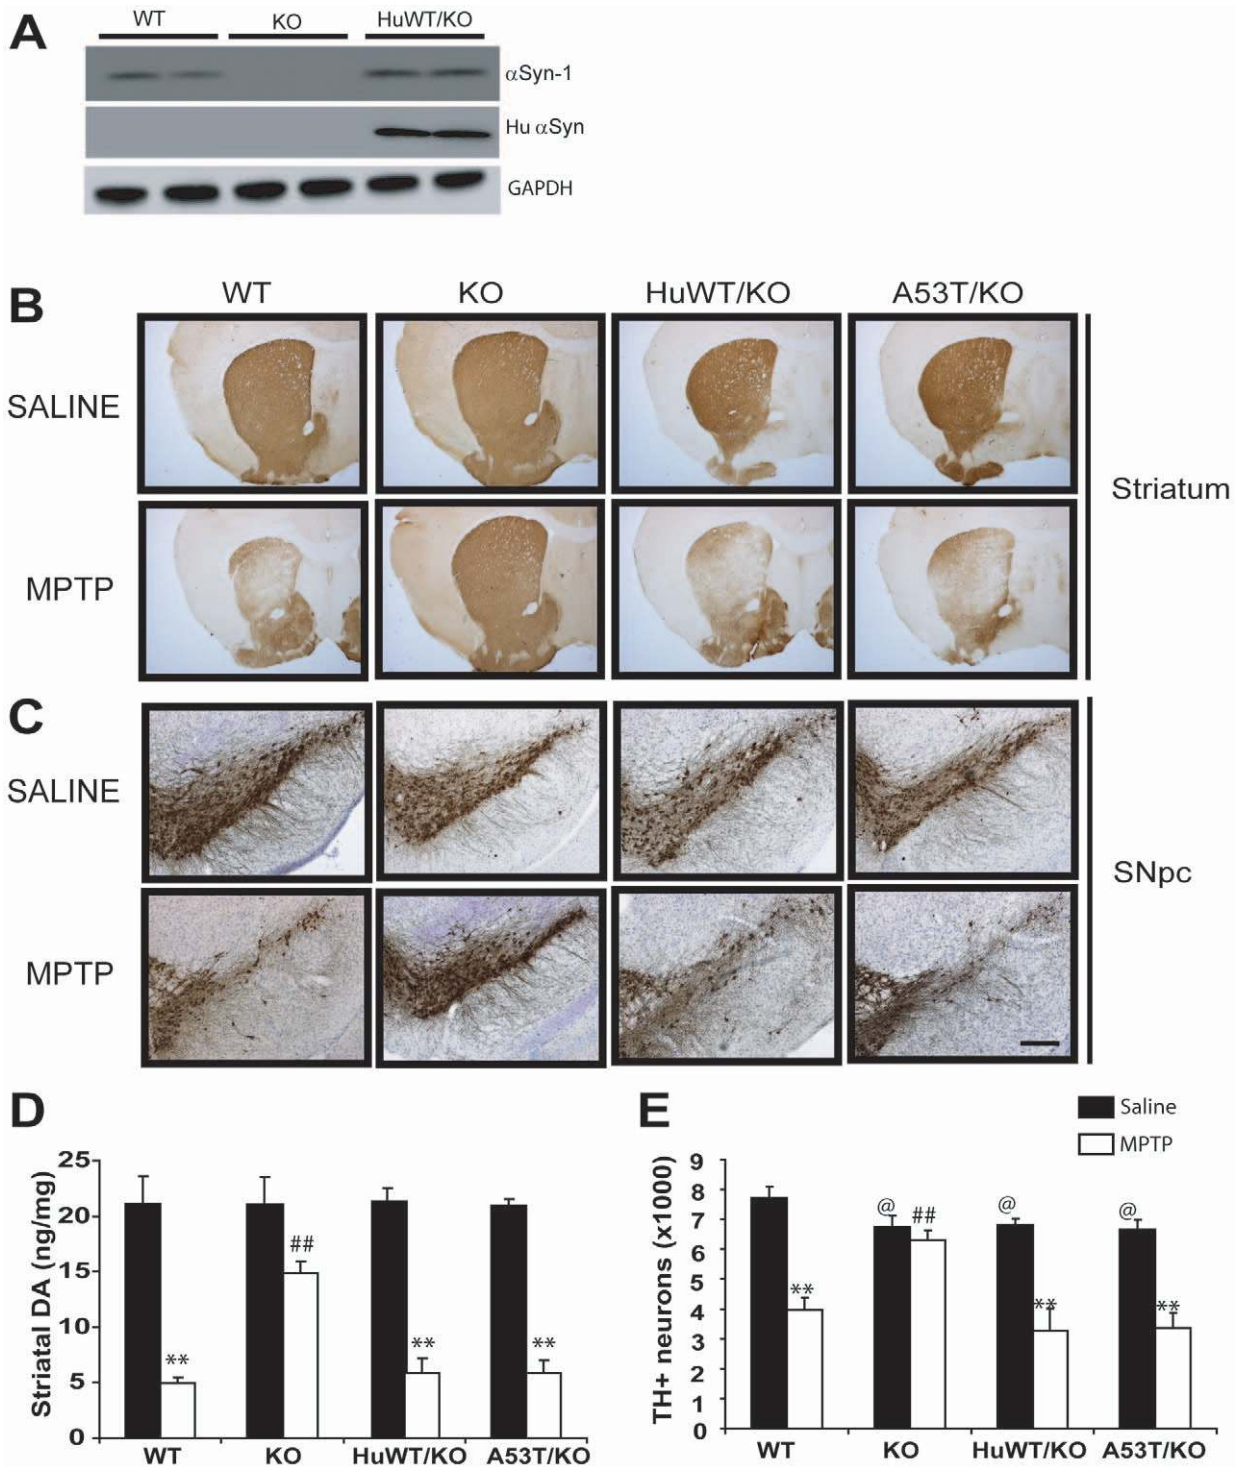 A
WT
KO
HuWT/KO
αSyn-1
Hu αSyn
GAPDH
B
WT
KO
HuWT/KO
A53T/KO
SALINE
MPTP
Striatum
C
SALINE
MPTP
SNpc
D
Striatal DA (ng/mg)
25
20
15
10
5
0
**
##
**
**
WT
KO
HuWT/KO
A53T/KO
E
Saline
MPTP
TH+ neurons (x1000)
9
8
7
6
5
4
3
2
1
0
**
@
##
@
**
@
**
WT
KO
HuWT/KO
A53T/KO